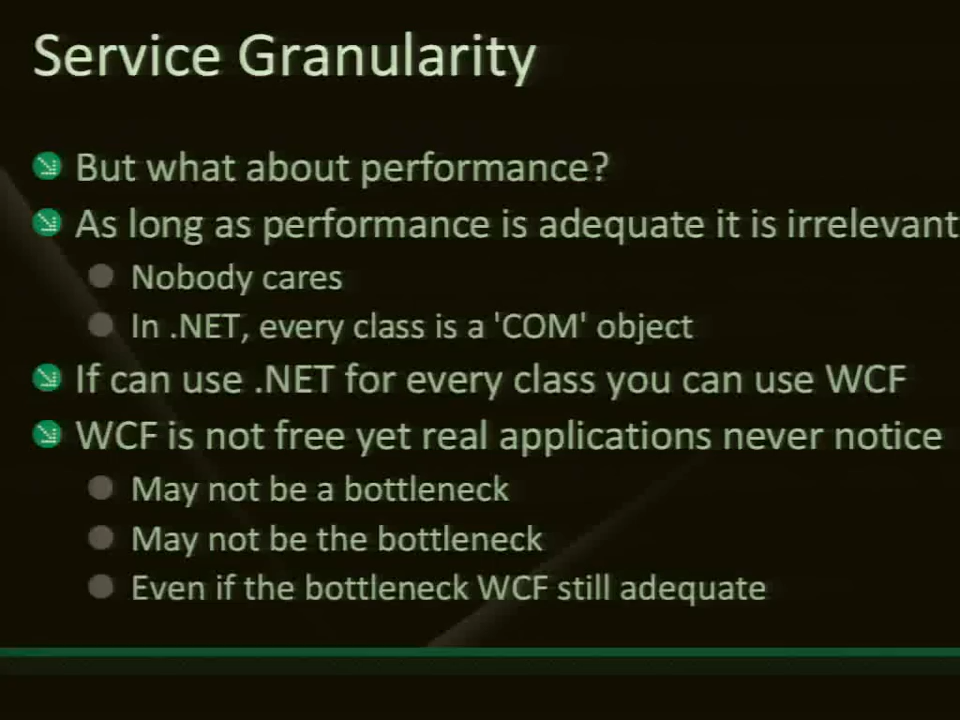 Service Granularity
But what about performance?
As long as performance is adequate it is irrelevant
Nobody cares
In .NET, every class is a 'COM' object
If can use .NET for every class you can use WCF
WCF is not free yet real applications never notice
May not be a bottleneck
May not be the bottleneck
Even if the bottleneck WCF still adequate